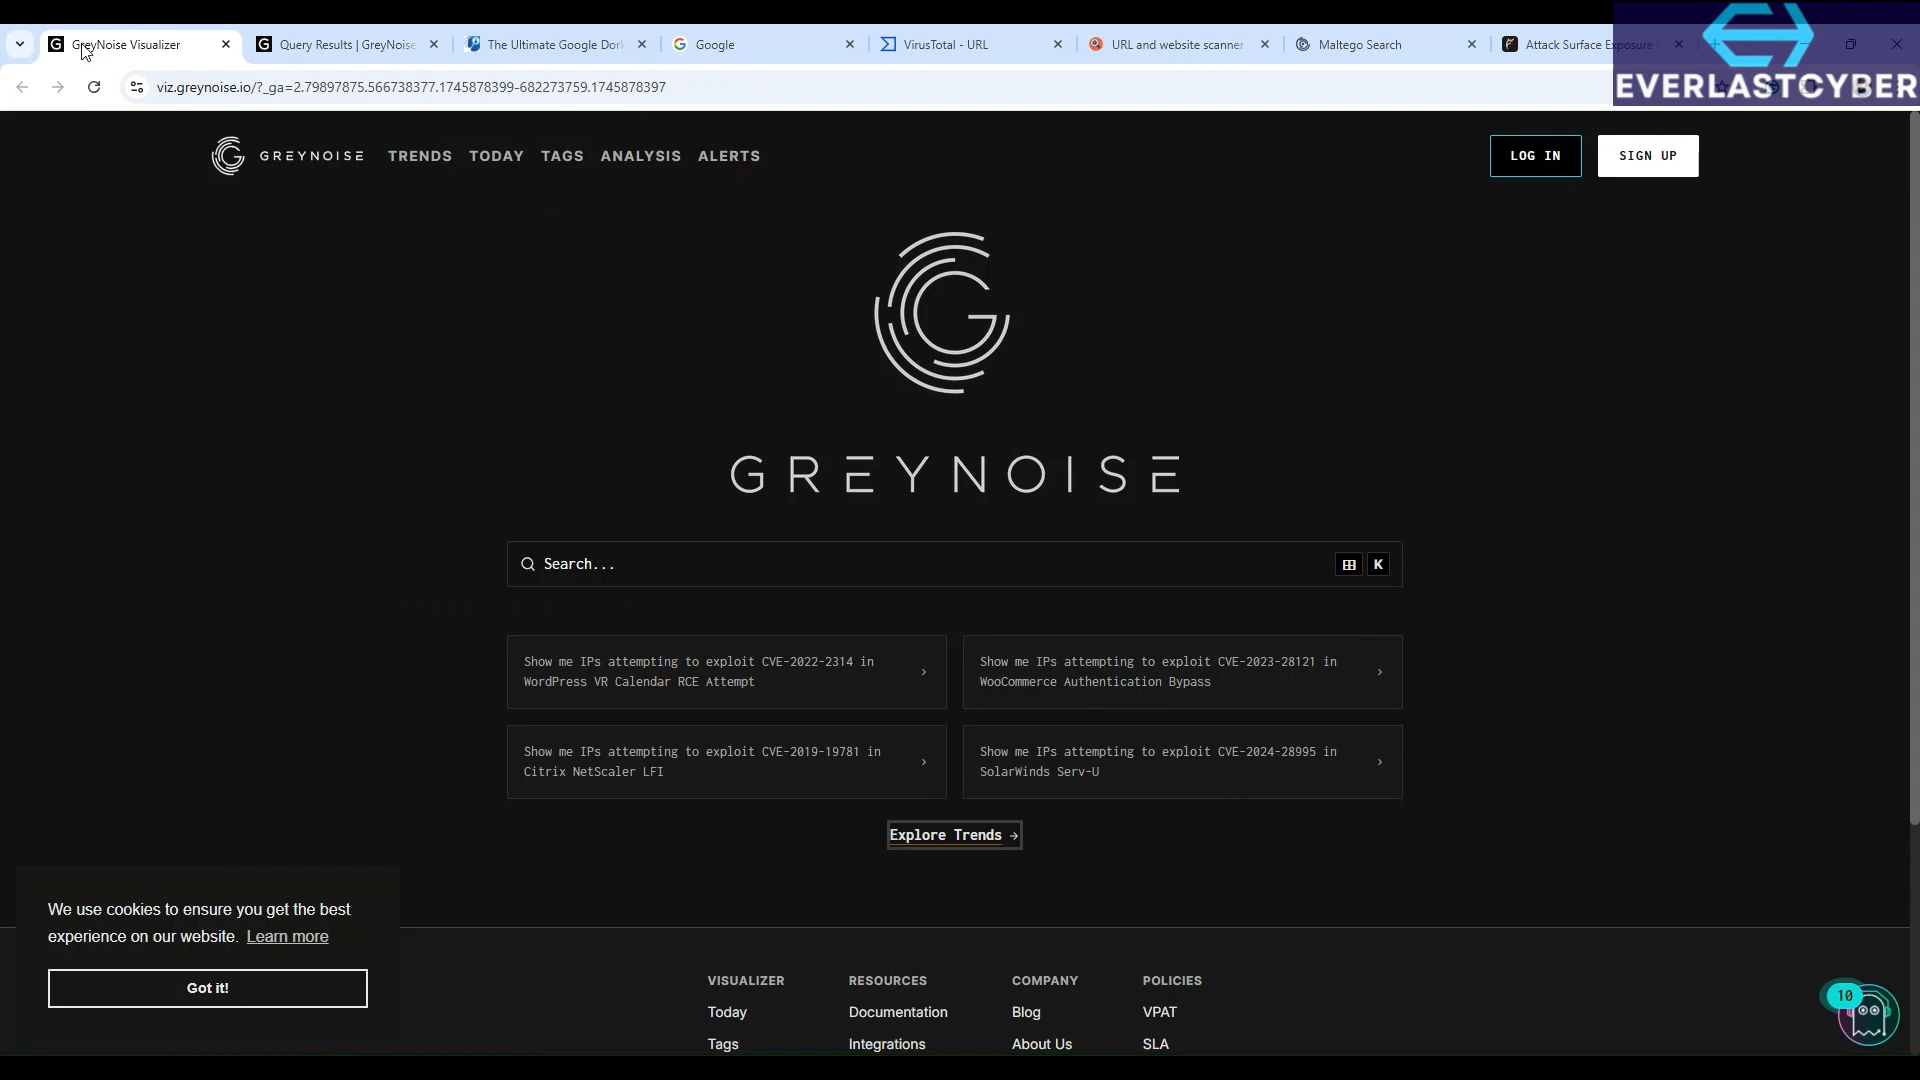 GreyNoise Visualizer
Query Results | GreyNoise
The Ultimate Google Dor
Google
VirusTotal - URL
URL and website scanner
Maltego Search
Attack Surface Exposure
EVERLASTCYBER
viz.greynoise.io/?_ga=2.79897875.566738377.1745878399-682273759.1745878397
GREYNOISE
TRENDS
TODAY
TAGS
ANALYSIS
ALERTS
LOG IN
SIGN UP
GREYNOISE
Search...
K
Show me IPs attempting to exploit CVE-2022-2314 in
WordPress VR Calendar RCE Attempt
Show me IPs attempting to exploit CVE-2023-28121 in
WooCommerce Authentication Bypass
Show me IPs attempting to exploit CVE-2019-19781 in
Citrix NetScaler LFI
Show me IPs attempting to exploit CVE-2024-28995 in
SolarWinds Serv-U
Explore Trends →
We use cookies to ensure you get the best
experience on our website. Learn more
Got it!
VISUALIZER
Today
Tags
RESOURCES
Documentation
Integrations
COMPANY
Blog
About Us
POLICIES
VPAT
SLA
10